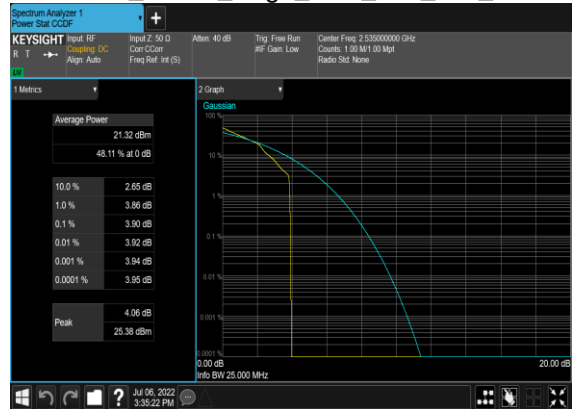 Spectrum Analyzer 1
Power Stat CCDF
+
KEYSIGHT
R T
LW
Input: RF
Coupling: DC
Align: Auto
Input Z: 50 Ω
Corr CCorr
Freq Ref: Int (S)
Atten: 40 dB
Trig: Free Run
#IF Gain: Low
Center Freq: 2.535000000 GHz
Counts: 1.00 M/1.00 Mpt
Radio Std: None
1 Metrics
Average Power
21.32 dBm
48.11 % at 0 dB
10.0 % 2.65 dB
1.0 % 3.86 dB
0.1 % 3.90 dB
0.01 % 3.92 dB
0.001 % 3.94 dB
0.0001 % 3.95 dB
Peak
4.06 dB
25.38 dBm
2 Graph
Gaussian
100 %
10 %
1 %
0.1 %
0.01 %
0.001 %
0.0001 %
0.00 dB 20.00 dB
Info BW 25.000 MHz
?
Jul 06, 2022
3:35:22 PM